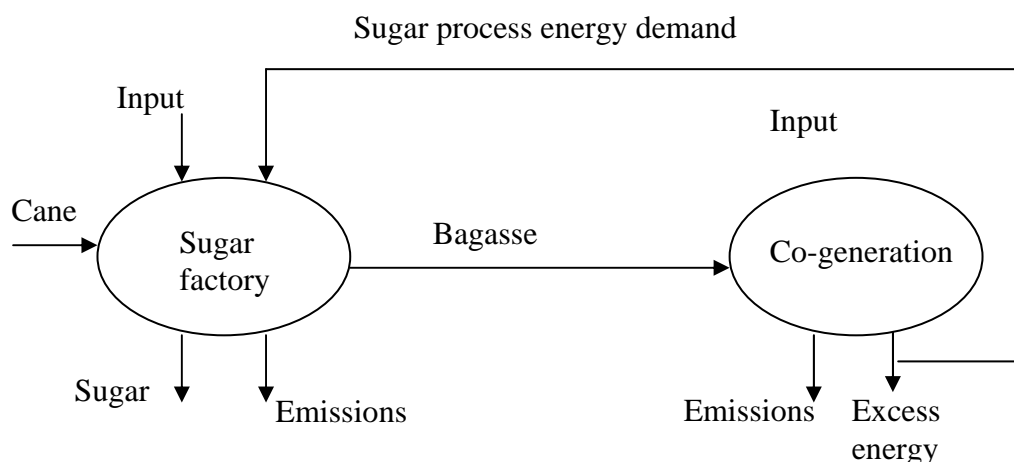 Sugar process energy demand
Input
Input
Cane
Sugar
factory
Bagasse
Co-generation
Sugar
Emissions
Emissions
Excess
energy